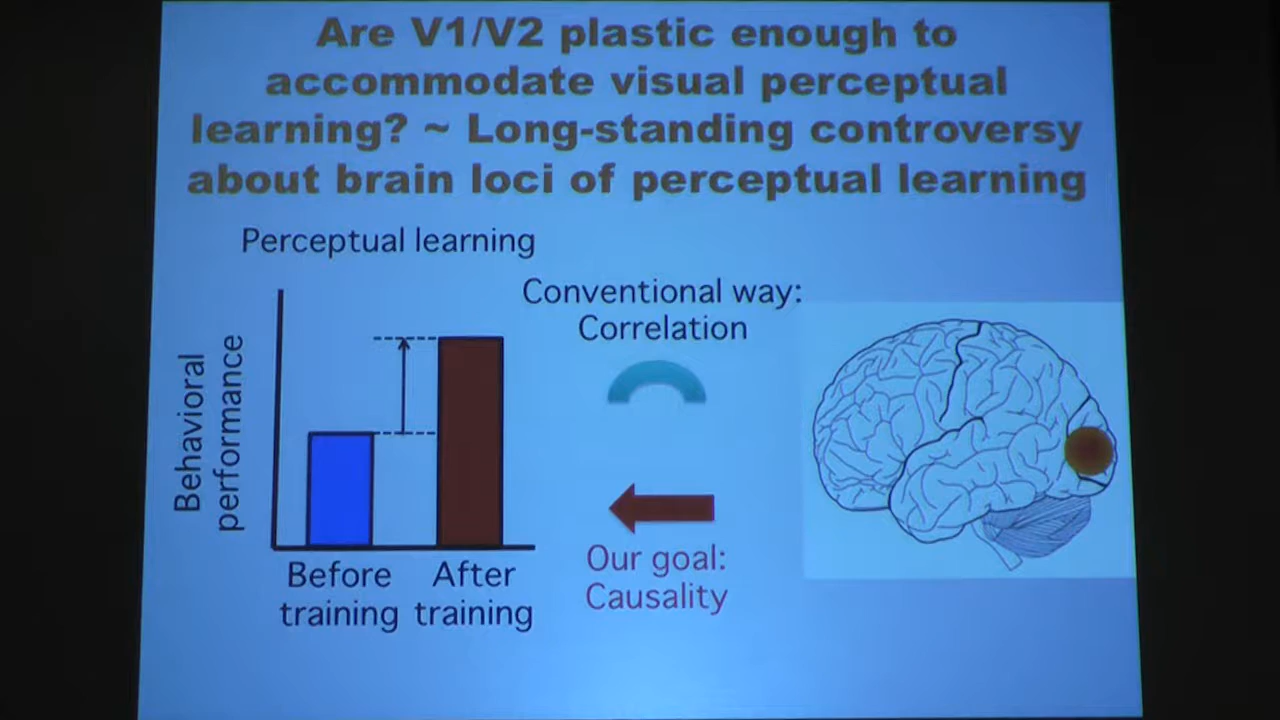 Are V1/V2 plastic enough to
accommodate visual perceptual
learning? ~ Long-standing controversy
about brain loci of perceptual learning
Perceptual learning
Behavioral
performance
Before
training
After
training
Conventional way:
Correlation
Our goal:
Causality